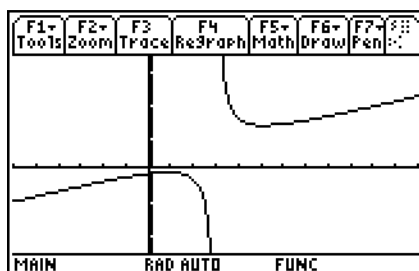 F1▾ F2▾ F3 F4 F5▾ F6▾ F7▾
Tools Zoom Trace ReGraph Math Draw Pen
MAIN RAD AUTO FUNC